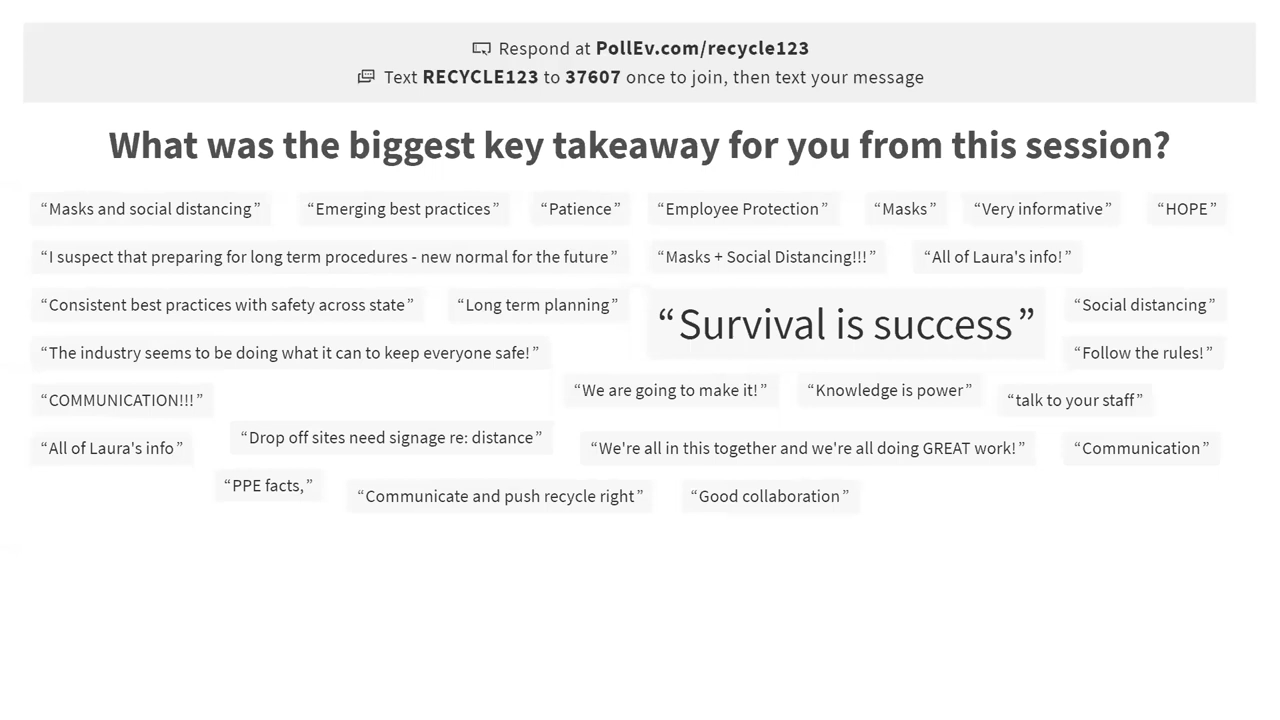 Respond at PollEv.com/recycle123
Text RECYCLE123 to 37607 once to join, then text your message
What was the biggest key takeaway for you from this session?
“Masks and social distancing” “Emerging best practices” “Patience” “Employee Protection” “Masks” “Very informative” “HOPE”
“I suspect that preparing for long term procedures - new normal for the future” “Masks + Social Distancing!!!” “All of Laura's info!”
“Consistent best practices with safety across state” “Long term planning” “Survival is success” “Social distancing”
“The industry seems to be doing what it can to keep everyone safe!” “Follow the rules!”
“COMMUNICATION!!!” “We are going to make it!” “Knowledge is power” “talk to your staff”
“All of Laura's info” “Drop off sites need signage re: distance” “We're all in this together and we're all doing GREAT work!” “Communication”
“PPE facts,” “Communicate and push recycle right” “Good collaboration”